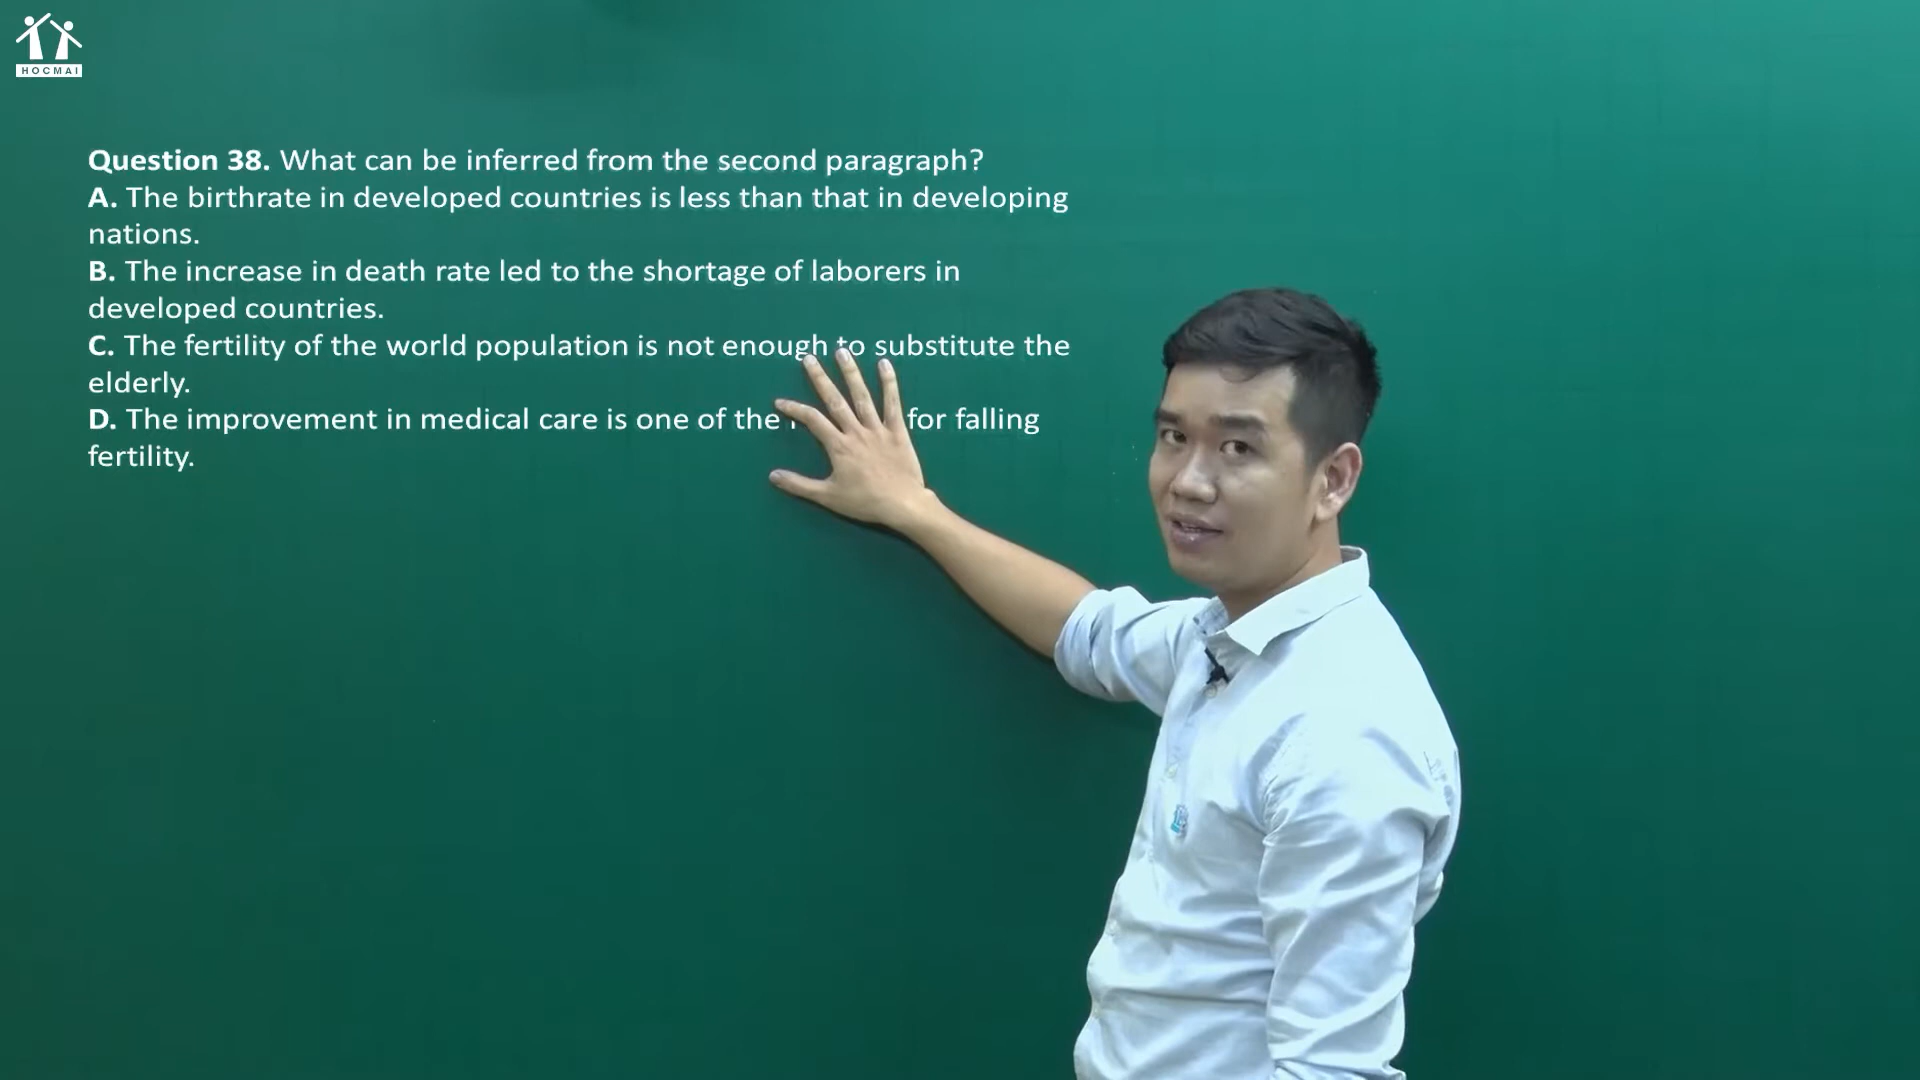 HOCMAI
Question 38. What can be inferred from the second paragraph?
A. The birthrate in developed countries is less than that in developing
nations.
B. The increase in death rate led to the shortage of laborers in
developed countries.
C. The fertility of the world population is not enough to substitute the
elderly.
D. The improvement in medical care is one of the for falling
fertility.